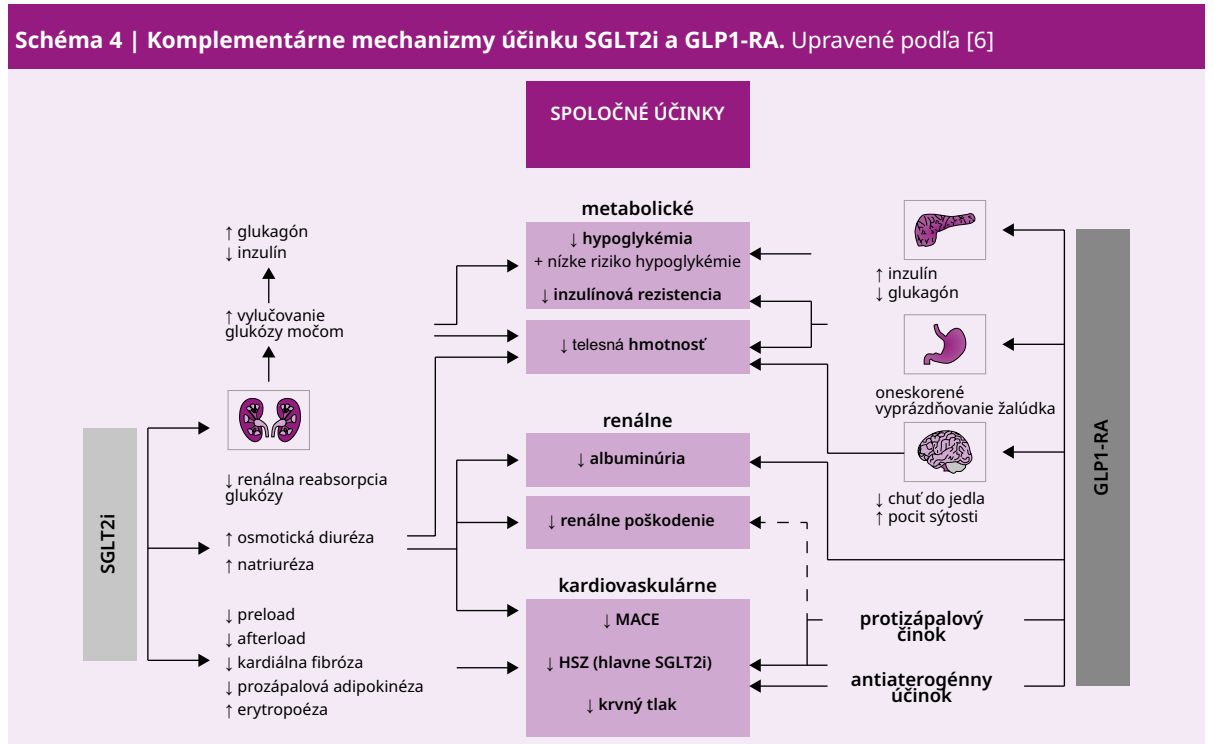 Schéma 4 | Komplementárne mechanizmy účinku SGLT2i a GLP1-RA. Upravené podľa [6]
SPOLOČNÉ ÚČINKY
SGLT2i
↑ glukagón
↓ inzulín
↑ vylučovanie
glukózy močom
↓ renálna reabsorpcia
glukózy
↑ osmotická diuréza
↑ natriuréza
↓ preload
↓ afterload
↓ kardiálna fibróza
↓ prozápalová adipokinéza
↑ erytropoéza
metabolické
↓ hypoglykémia
+ nízke riziko hypoglykémie
↓ inzulínová rezistencia
↓ telesná hmotnosť
renálne
↓ albuminúria
↓ renálne poškodenie
kardiovaskulárne
↓ MACE
↓ HSZ (hlavne SGLT2i)
↓ krvný tlak
↑ inzulín
↓ glukagón
oneskorené
vyprázdňovanie žalúdka
↓ chuť do jedla
↑ pocit sýtosti
protizápalový
činok
antiaterogénny
účinok
GLP1-RA